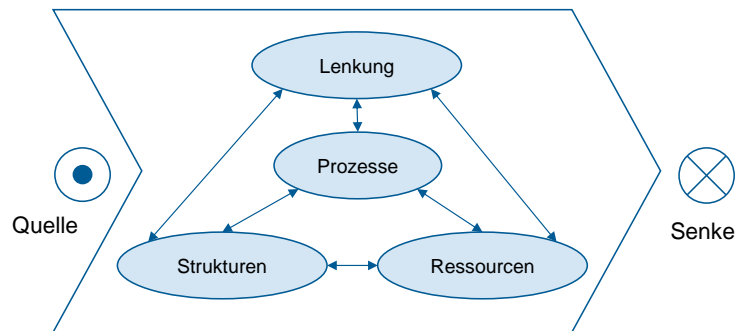 Lenkung
Prozesse
Quelle
Senke
Strukturen
Ressourcen